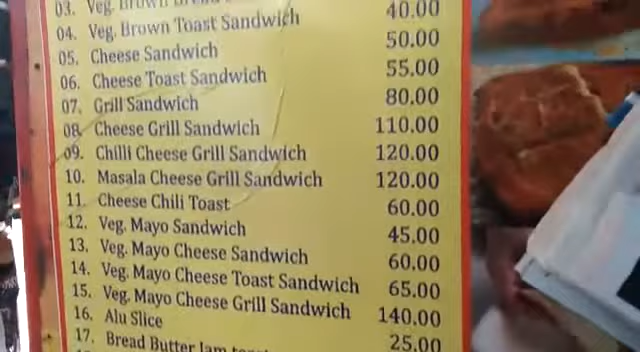 03. Veg. Brown Bread
04. Veg. Brown Toast Sandwich 40.00
05. Cheese Sandwich 50.00
06. Cheese Toast Sandwich 55.00
07. Grill Sandwich 80.00
08. Cheese Grill Sandwich 110.00
09. Chilli Cheese Grill Sandwich 120.00
10. Masala Cheese Grill Sandwich 120.00
11. Cheese Chili Toast 60.00
12. Veg. Mayo Sandwich 45.00
13. Veg. Mayo Cheese Sandwich 60.00
14. Veg. Mayo Cheese Toast Sandwich 65.00
15. Veg. Mayo Cheese Grill Sandwich 140.00
16. Alu Slice 25.00
17. Bread Butter Jam